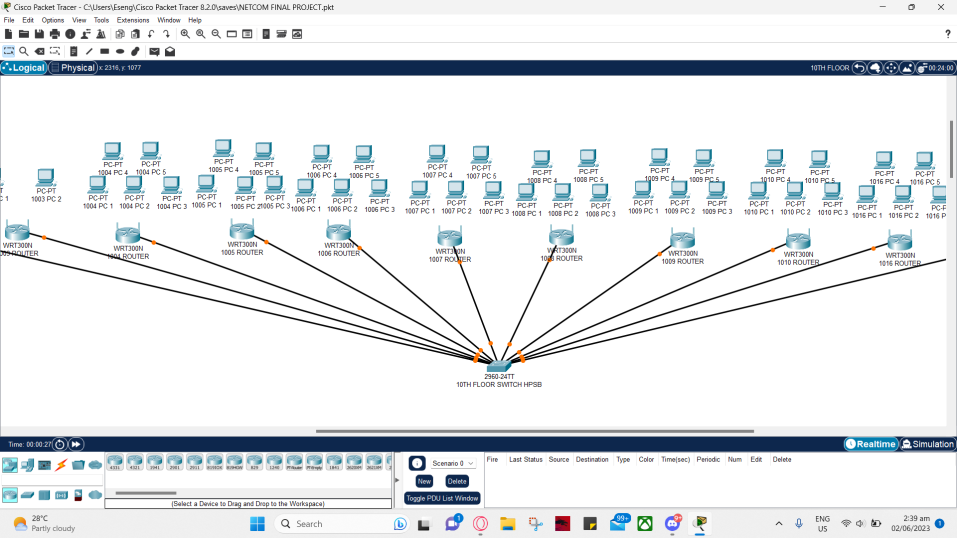 Cisco Packet Tracer - C:\Users\Eseng\Cisco Packet Tracer 8.2.0\saves\NETCOM FINAL PROJECT.pkt
File Edit Options View Tools Extensions Window Help
Logical Physical x: 2316, y: 1077 10TH FLOOR 00:24:00
PC-PT
1004 PC 4
PC-PT
1004 PC 5
PC-PT
1005 PC 4
PC-PT
1005 PC 5
PC-PT
1006 PC 4
PC-PT
1006 PC 5
PC-PT
1007 PC 4
PC-PT
1007 PC 5
PC-PT
1008 PC 4
PC-PT
1008 PC 5
PC-PT
1009 PC 4
PC-PT
1009 PC 5
PC-PT
1010 PC 4
PC-PT
1010 PC 5
PC-PT
1016 PC 4
PC-PT
1016 PC 5
PC 1
PC-PT
1003 PC 2
PC-PT
1004 PC 1
PC-PT
1004 PC 2
PC-PT
1004 PC 3
PC-PT
1005 PC 1
PC-PT
1005 PC 2
PC-PT
1005 PC 3
PC-PT
1006 PC 1
PC-PT
1006 PC 2
PC-PT
1006 PC 3
PC-PT
1007 PC 1
PC-PT
1007 PC 2
PC-PT
1007 PC 3
PC-PT
1008 PC 1
PC-PT
1008 PC 2
PC-PT
1008 PC 3
PC-PT
1009 PC 1
PC-PT
1009 PC 2
PC-PT
1009 PC 3
PC-PT
1010 PC 1
PC-PT
1010 PC 2
PC-PT
1010 PC 3
PC-PT
1016 PC 1
PC-PT
1016 PC 2
PC-P
1016 P
WRT300N
1003 ROUTER
WRT300N
1004 ROUTER
WRT300N
1005 ROUTER
WRT300N
1006 ROUTER
WRT300N
1007 ROUTER
WRT300N
1008 ROUTER
WRT300N
1009 ROUTER
WRT300N
1010 ROUTER
WRT300N
1016 ROUTER
2960-24TT
10TH FLOOR SWITCH HPSB
Time: 00:00:27 Realtime Simulation
4331 4321 1941 2901 2911 819IOX 819HGW 829 1240 PT-Router PT-Empty 1841 2620XM 2621XM
(Select a Device to Drag and Drop to the Workspace)
Scenario 0
New Delete
Toggle PDU List Window
Fire Last Status Source Destination Type Color Time(sec) Periodic Num Edit Delete
28°C
Partly cloudy
Search
1
99+
9+
ENG
US
2:39 am
02/06/2023
1